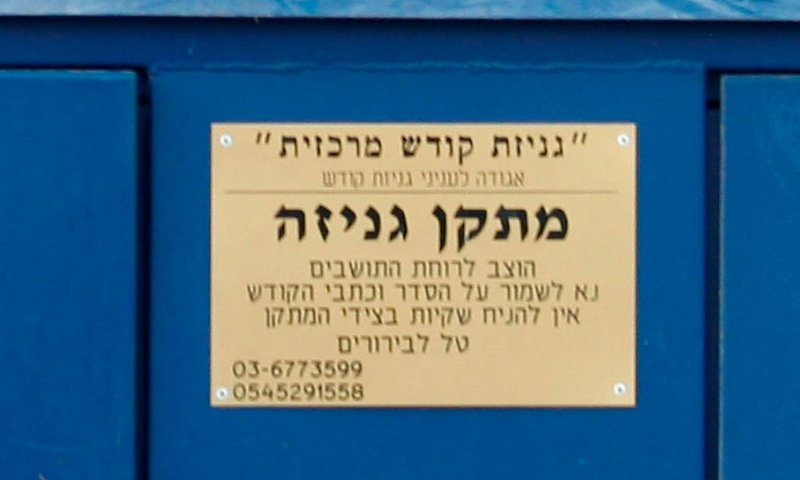 "גניזת קודש מרכזית"
אגודה לעניני גניזת קודש
מתקן גניזה
הוצב לרוחת התושבים
נא לשמור על הסדר וכתבי הקודש
אין להניח שקיות בצידי המתקן
טל לבירורים
03-6773599
0545291558